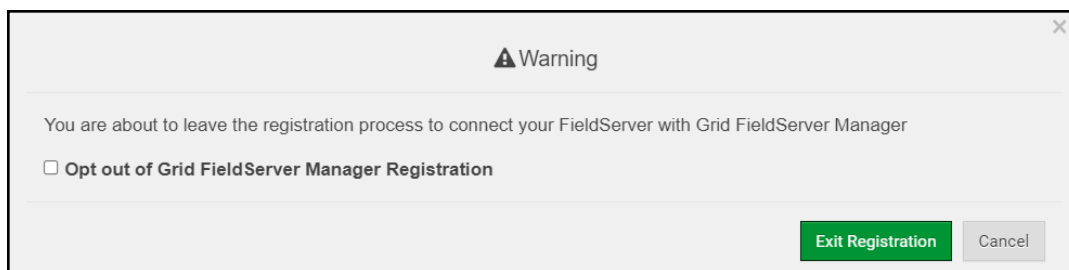 Warning
You are about to leave the registration process to connect your FieldServer with Grid FieldServer Manager
Opt out of Grid FieldServer Manager Registration
Exit Registration Cancel